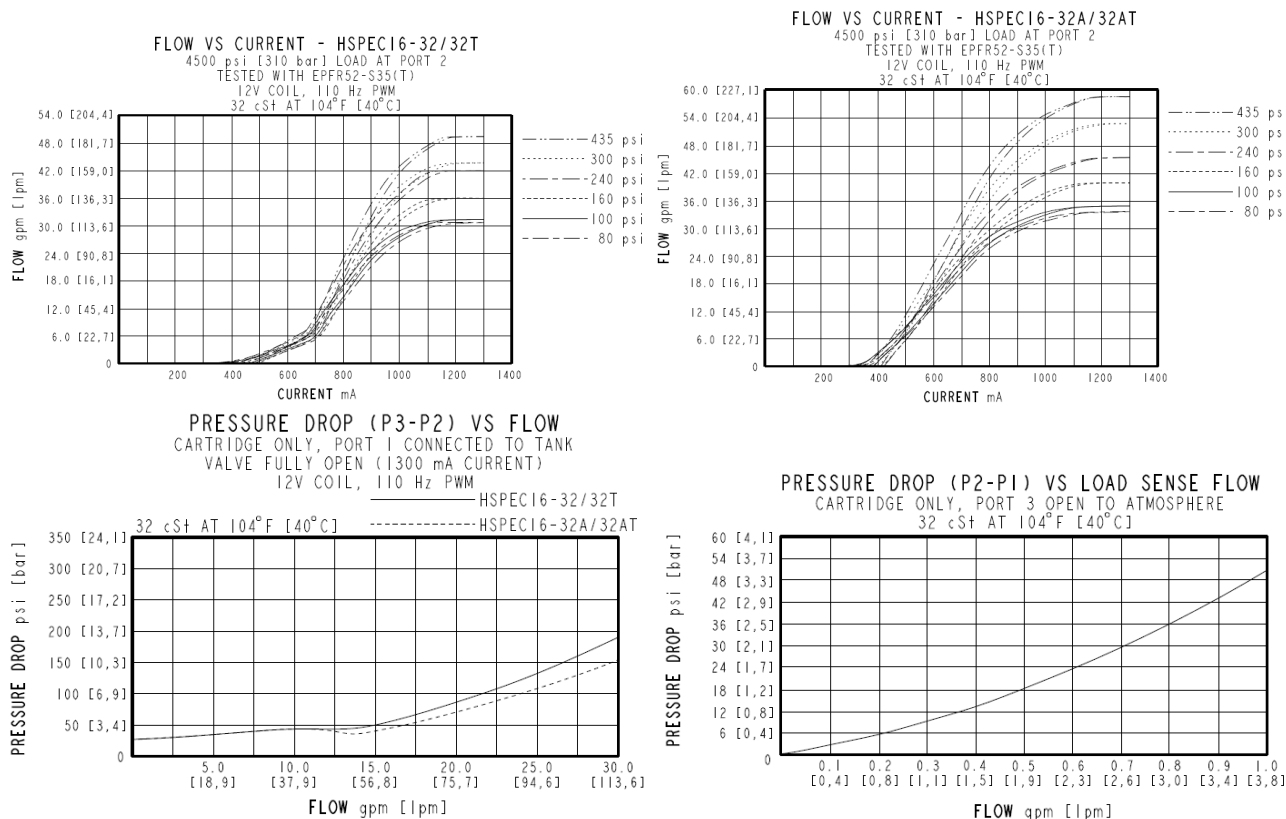 FLOW VS CURRENT - HSPEC16-32/32T
4500 psi [310 bar] LOAD AT PORT 2
TESTED WITH EPFR52-S35(T)
12V COIL, 110 Hz PWM
32 cSt AT 104°F [40°C]
54.0 [204,4]
48.0 [181,7]
42.0 [159,0]
36.0 [136,3]
30.0 [113,6]
24.0 [90,8]
18.0 [16,1]
12.0 [45,4]
6.0 [22,7]
0
FLOW gpm [lpm]
200 400 600 800 1000 1200 1400
CURRENT mA
435 psi
300 psi
240 psi
160 psi
100 psi
80 psi
FLOW VS CURRENT - HSPEC16-32A/32AT
4500 psi [310 bar] LOAD AT PORT 2
TESTED WITH EPFR52-S35(T)
12V COIL, 110 Hz PWM
32 cSt AT 104°F [40°C]
60.0 [227,1]
54.0 [204,4]
48.0 [181,7]
42.0 [159,0]
36.0 [136,3]
30.0 [113,6]
24.0 [90,8]
18.0 [16,1]
12.0 [45,4]
6.0 [22,7]
0
FLOW gpm [lpm]
200 400 600 800 1000 1200 1400
CURRENT mA
435 ps
300 ps
240 ps
160 ps
100 ps
80 ps
PRESSURE DROP (P3-P2) VS FLOW
CARTRIDGE ONLY, PORT 1 CONNECTED TO TANK
VALVE FULLY OPEN (1300 mA CURRENT)
12V COIL, 110 Hz PWM
HSPEC16-32/32T
HSPEC16-32A/32AT
32 cSt AT 104°F [40°C]
350 [24,1]
300 [20,7]
250 [17,2]
200 [13,7]
150 [10,3]
100 [6,9]
50 [3,4]
0
PRESSURE DROP psi [bar]
5.0 10.0 15.0 20.0 25.0 30.0
[18,9] [37,9] [56,8] [75,7] [94,6] [113,6]
FLOW gpm [lpm]
PRESSURE DROP (P2-P1) VS LOAD SENSE FLOW
CARTRIDGE ONLY, PORT 3 OPEN TO ATMOSPHERE
32 cSt AT 104°F [40°C]
60 [4,1]
54 [3,7]
48 [3,3]
42 [2,9]
36 [2,5]
30 [2,1]
24 [1,7]
18 [1,2]
12 [0,8]
6 [0,4]
0
PRESSURE DROP psi [bar]
0.1 0.2 0.3 0.4 0.5 0.6 0.7 0.8 0.9 1.0
[0,4] [0,8] [1,1] [1,5] [1,9] [2,3] [2,6] [3,0] [3,4] [3,8]
FLOW gpm [lpm]